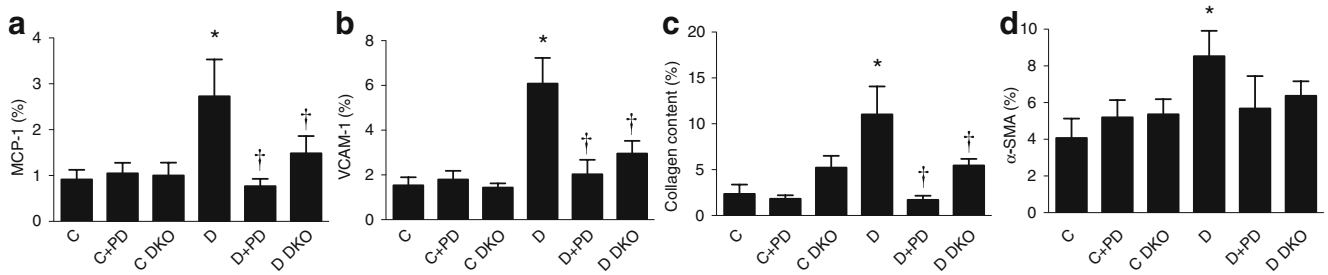 a
MCP-1 (%)
4
3
2
1
0
*
†
†
C
C+PD
C DKO
D
D+PD
D DKO
b
VCAM-1 (%)
8
6
4
2
0
*
†
†
C
C+PD
C DKO
D
D+PD
D DKO
c
Collagen content (%)
20
15
10
5
0
*
†
†
C
C+PD
C DKO
D
D+PD
D DKO
d
α-SMA (%)
10
8
6
4
2
0
*
C
C+PD
C DKO
D
D+PD
D DKO